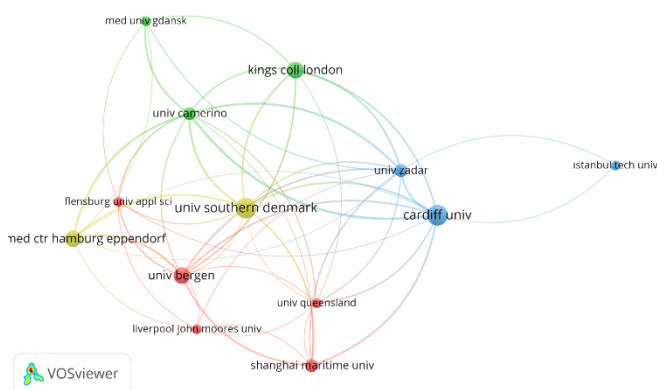 med univ gdansk
kings coll london
univ camerino
univ zadar
ıstanbul tech univ
flensburg univ appl sci
univ southern denmark
cardiff univ
med ctr hamburg eppendorf
univ bergen
univ queensland
liverpool john moores univ
shanghai maritime univ
VOSviewer